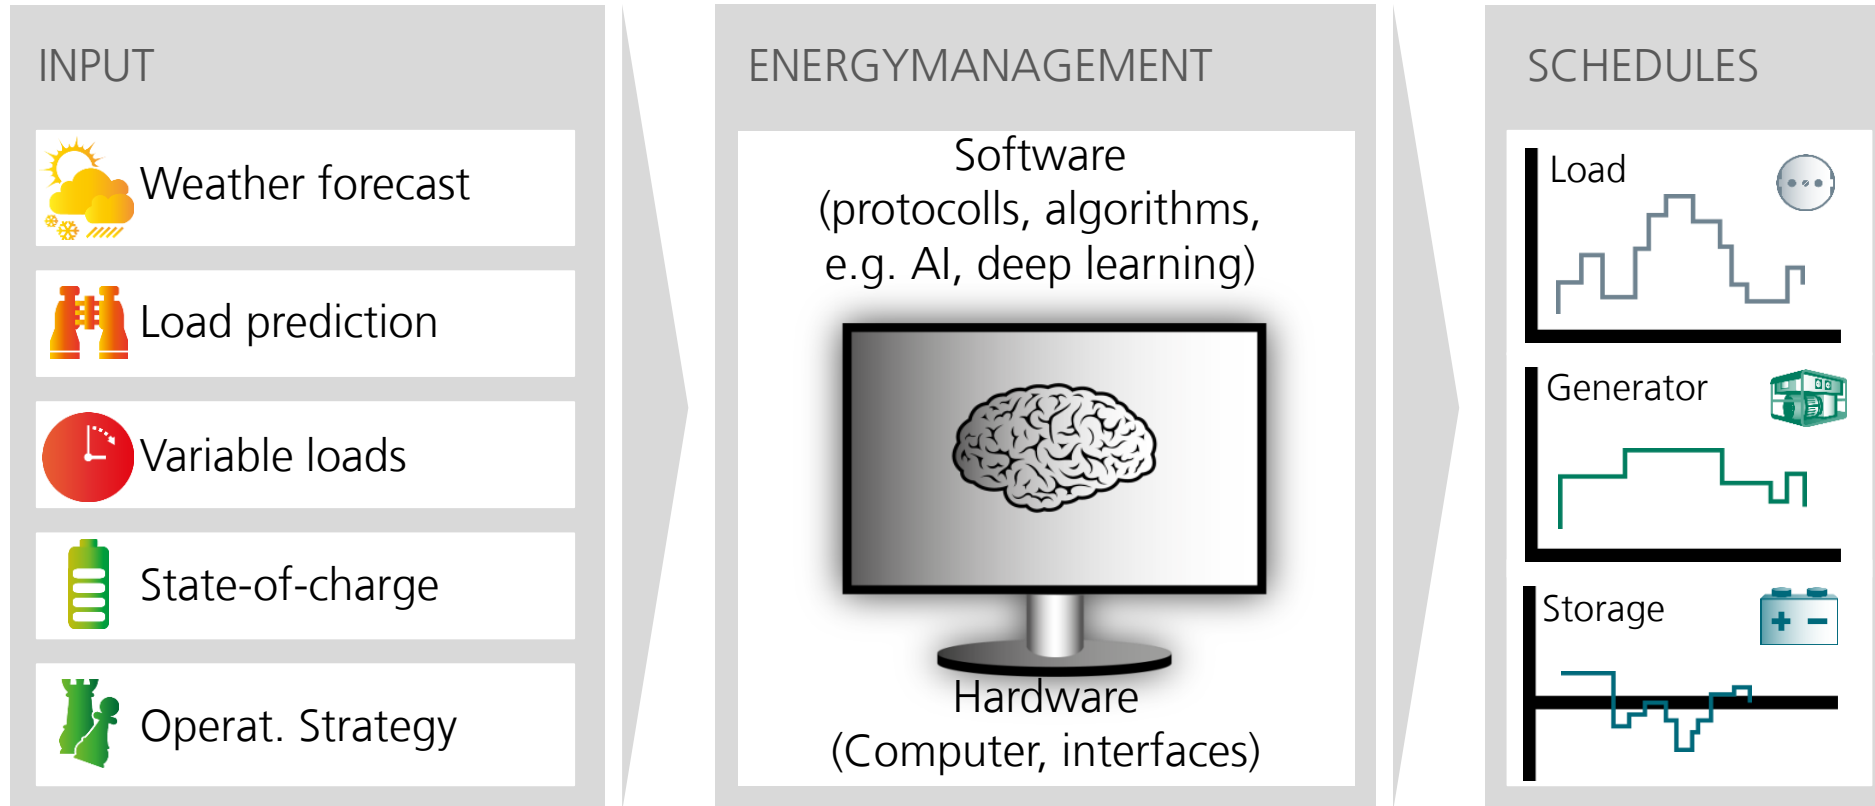 INPUT
Weather forecast
Load prediction
Variable loads
State-of-charge
Operat. Strategy
ENERGYMANAGEMENT
Software
(protocolls, algorithms,
e.g. AI, deep learning)
Hardware
(Computer, interfaces)
SCHEDULES
Load
Generator
Storage